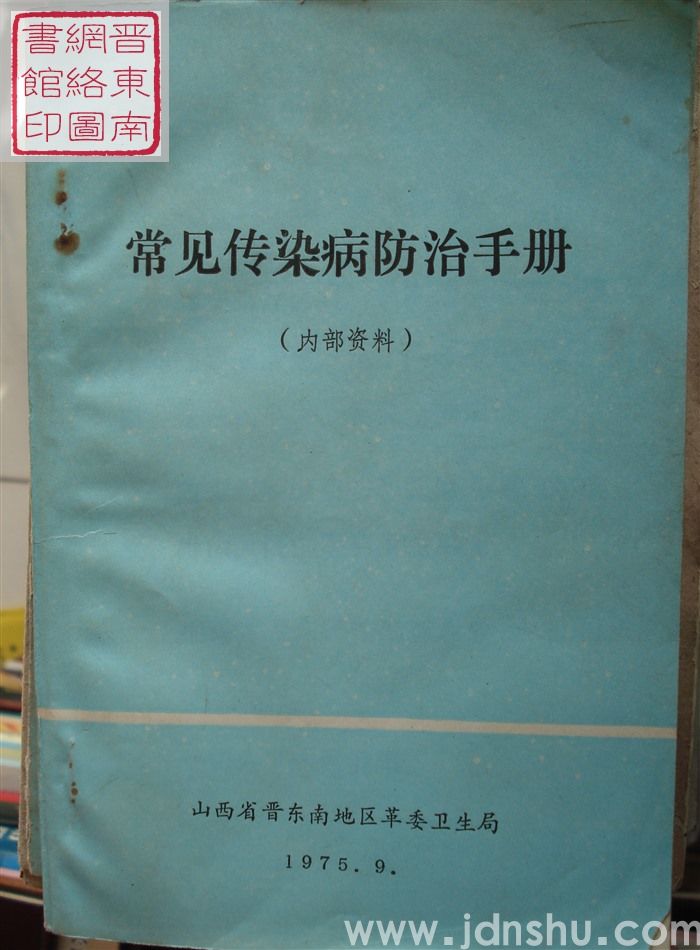 晋東南
網絡圖
書館印
常见传染病防治手册
（内部资料）
山西省晋东南地区革委卫生局
1975.9.
www.jdnshu.com